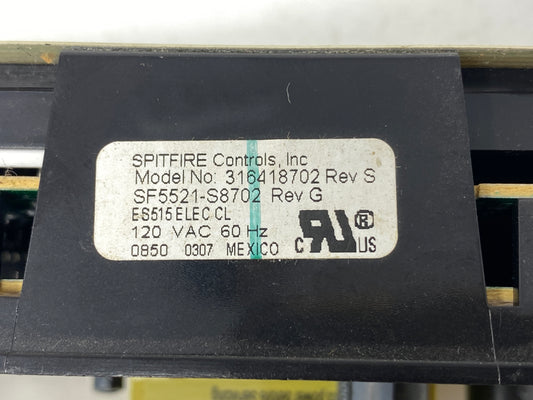 SPITFIRE Controls, Inc
Model No: 316418702 Rev S
SF5521-S8702 Rev G
ES515 ELEC CL
120 VAC 60 Hz
0850 0307 MEXICO
C RU ® US